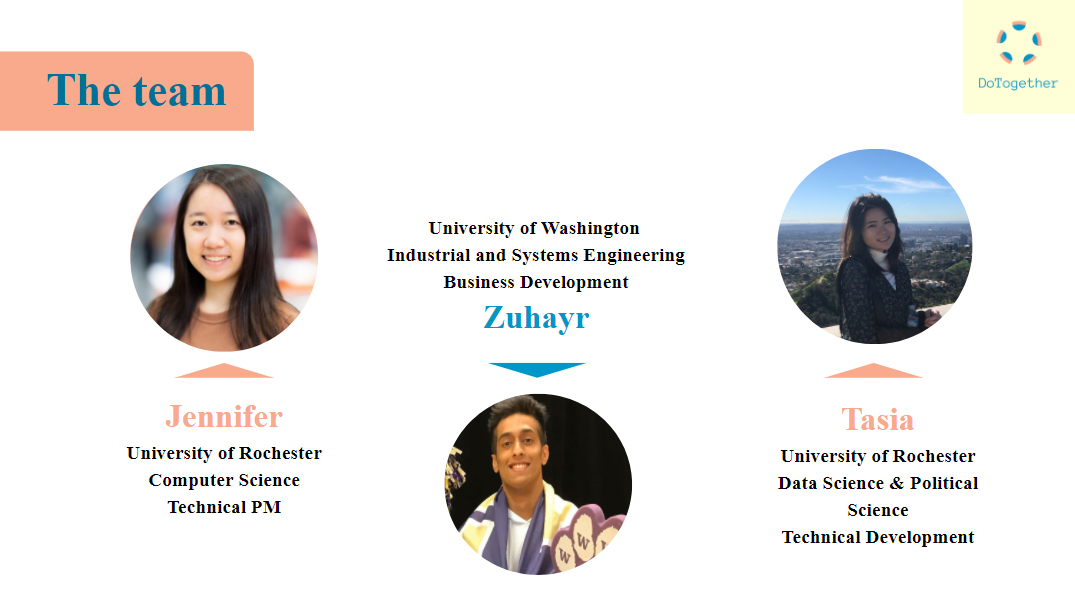 The team
DoTogether
University of Washington
Industrial and Systems Engineering
Business Development
Zuhayr
Jennifer
University of Rochester
Computer Science
Technical PM
Tasia
University of Rochester
Data Science & Political
Science
Technical Development
W
W
W